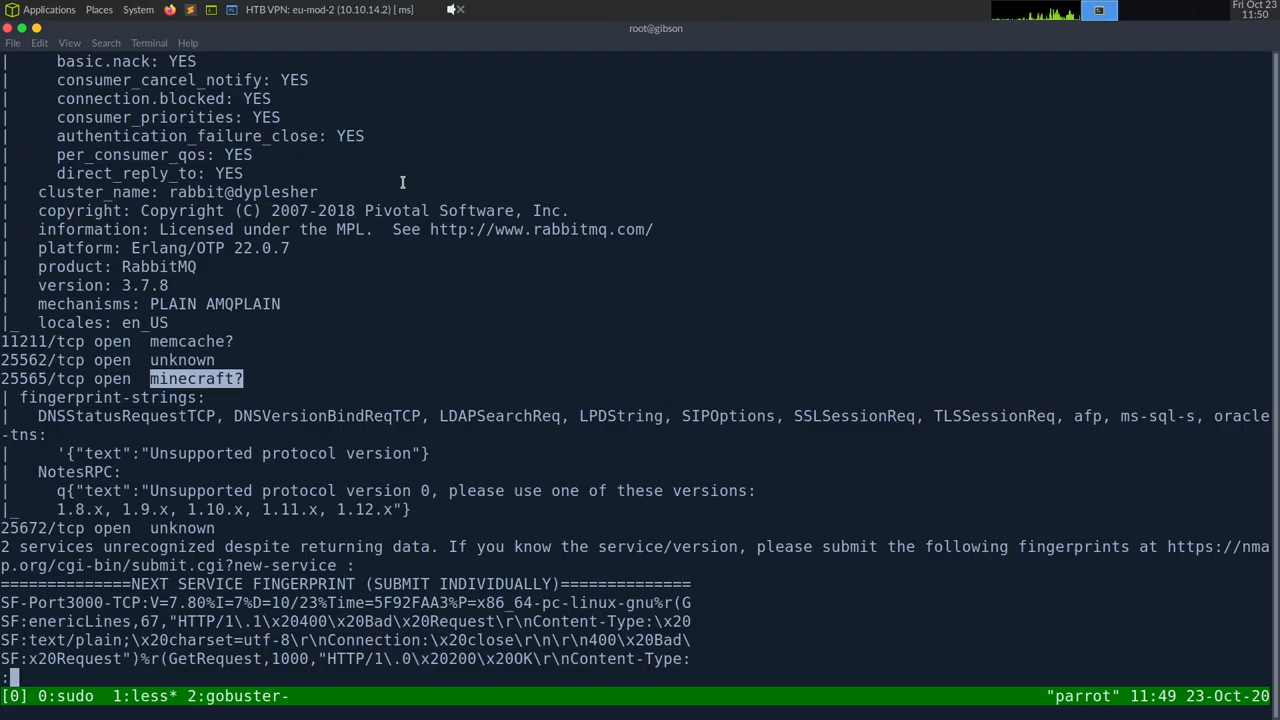 Applications Places System HTB VPN: eu-mod-2 (10.10.14.2) [ ms] Fri Oct 23
11:50
root@gibson
File Edit View Search Terminal Help
| basic.nack: YES
| consumer_cancel_notify: YES
| connection.blocked: YES
| consumer_priorities: YES
| authentication_failure_close: YES
| per_consumer_qos: YES
| direct_reply_to: YES
| cluster_name: rabbit@dyplesher
| copyright: Copyright (C) 2007-2018 Pivotal Software, Inc.
| information: Licensed under the MPL.  See http://www.rabbitmq.com/
| platform: Erlang/OTP 22.0.7
| product: RabbitMQ
| version: 3.7.8
| mechanisms: PLAIN AMQPLAIN
|_ locales: en_US
11211/tcp open  memcache?
25562/tcp open  unknown
25565/tcp open  minecraft?
| fingerprint-strings:
| DNSStatusRequestTCP, DNSVersionBindReqTCP, LDAPSearchReq, LPDString, SIPOptions, SSLSessionReq, TLSSessionReq, afp, ms-sql-s, oracle
-tns:
| '{"text":"Unsupported protocol version"}
| NotesRPC:
| q{"text":"Unsupported protocol version 0, please use one of these versions:
|_ 1.8.x, 1.9.x, 1.10.x, 1.11.x, 1.12.x"}
25672/tcp open  unknown
2 services unrecognized despite returning data. If you know the service/version, please submit the following fingerprints at https://nma
p.org/cgi-bin/submit.cgi?new-service :
==============NEXT SERVICE FINGERPRINT (SUBMIT INDIVIDUALLY)==============
SF-Port3000-TCP:V=7.80%I=7%D=10/23%Time=5F92FAA3%P=x86_64-pc-linux-gnu%r(G
SF:enericLines,67,"HTTP/1\.1\x20400\x20Bad\x20Request\r\nContent-Type:\x20
SF:text/plain;\x20charset=utf-8\r\nConnection:\x20close\r\n\r\n400\x20Bad\
SF:x20Request")%r(GetRequest,1000,"HTTP/1\.0\x20200\x20OK\r\nContent-Type:
:
[0] 0:sudo  1:less* 2:gobuster- "parrot" 11:49 23-Oct-20